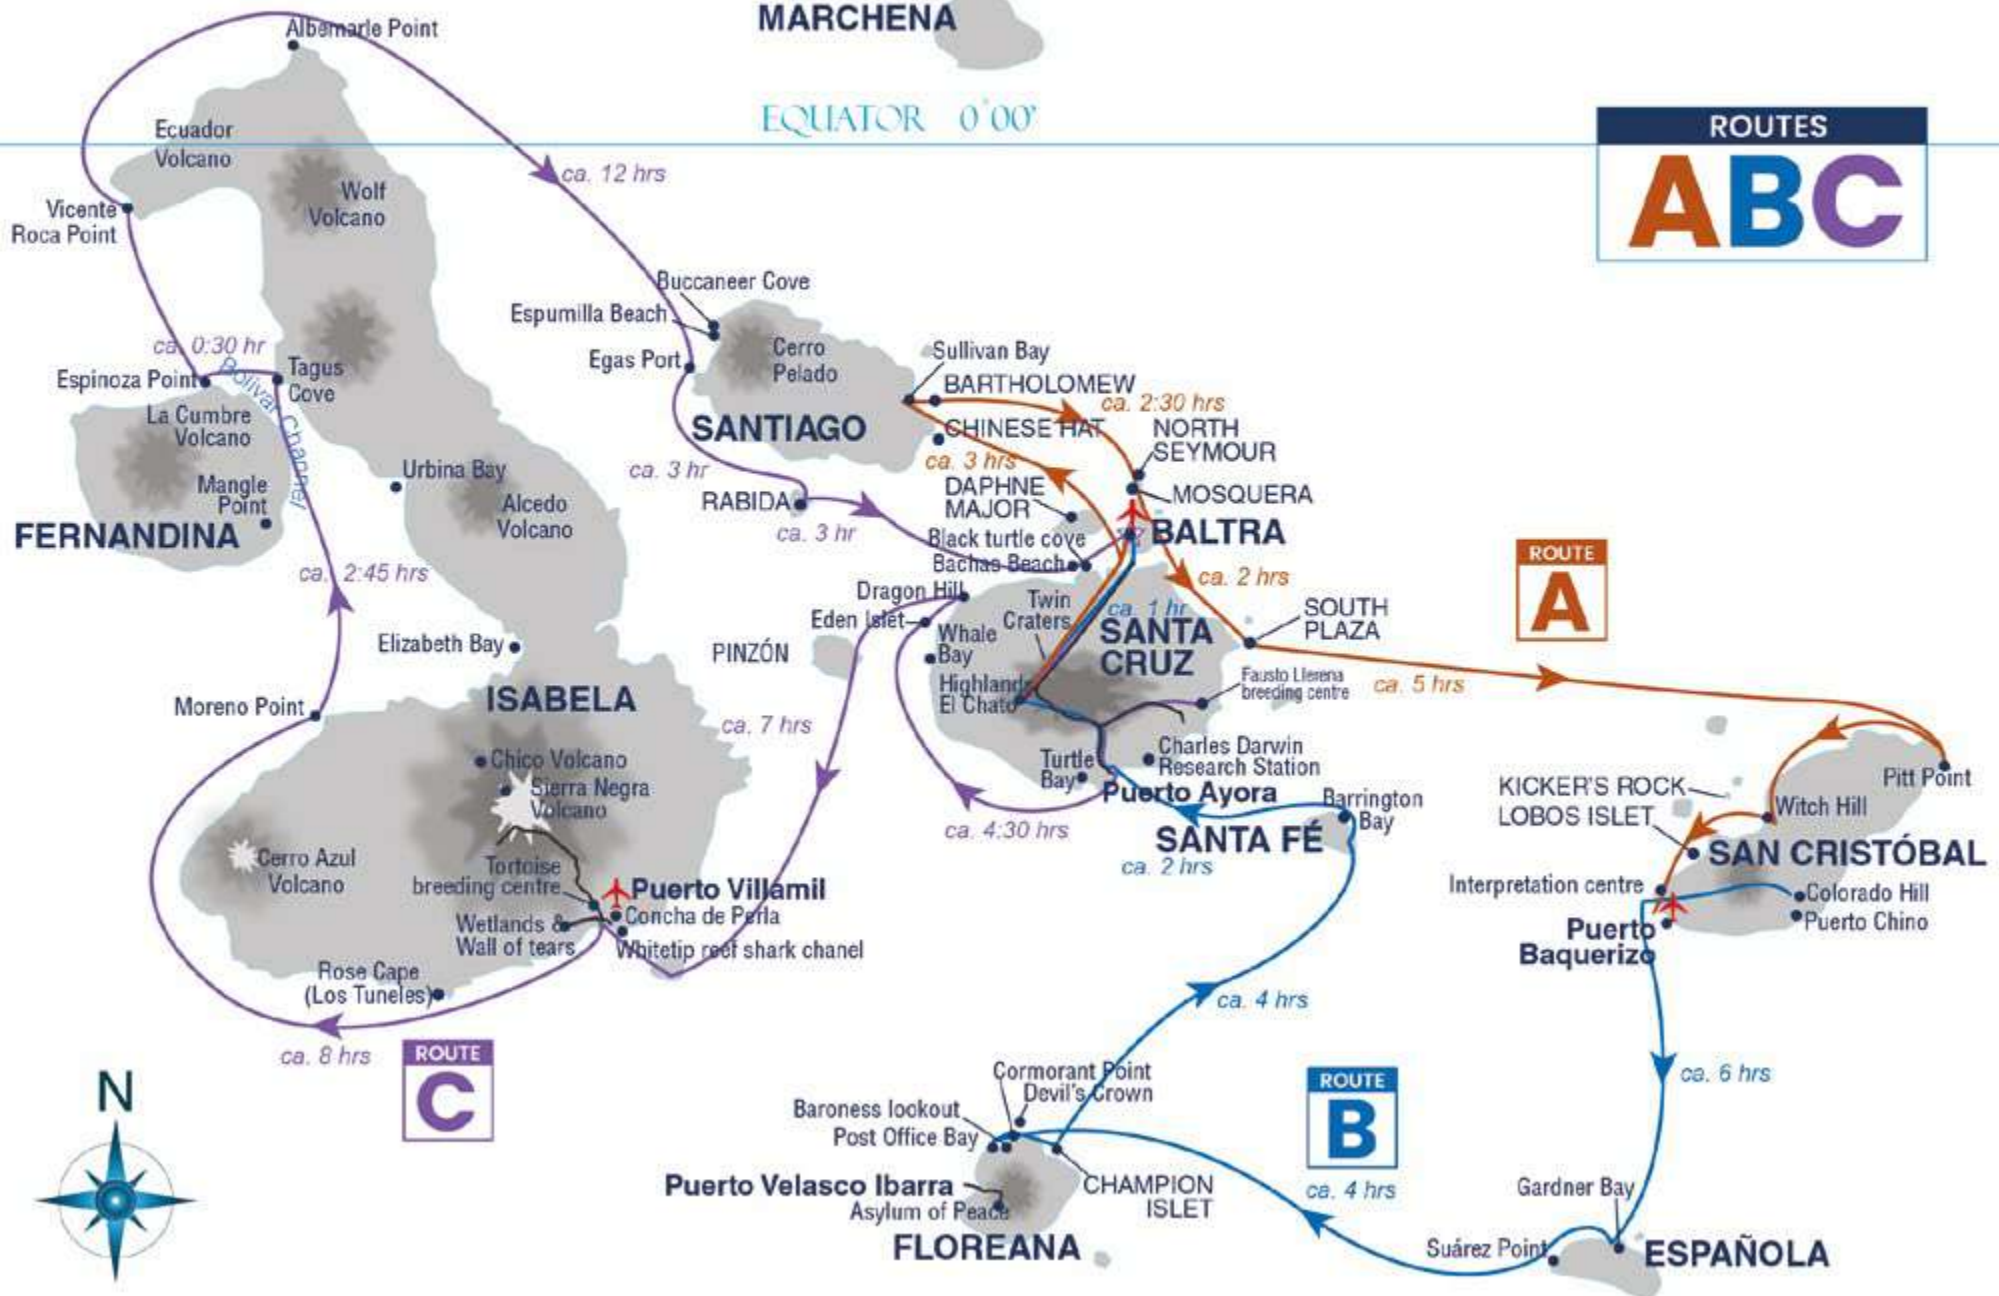 MARCHENA
Albemarle Point
EQUATOR 0°00'
ROUTES
ABC
Ecuador
Volcano
ca. 12 hrs
Wolf
Volcano
Vicente
Roca Point
Buccaneer Cove
Espumilla Beach
Egas Port
Cerro
Pelado
SANTIAGO
Sullivan Bay
BARTHOLOMEW
ca. 2:30 hrs
CHINESE HAT
NORTH
SEYMOUR
ca. 3 hrs
DAPHNE
MAJOR
MOSQUERA
BALTRA
Black turtle cove
Bachas Beach
ca. 0:30 hr
Bolivar Channel
Espinoza Point
Tagus
Cove
La Cumbre
Volcano
Mangle
Point
FERNANDINA
Urbina Bay
Alcedo
Volcano
ca. 3 hr
RABIDA
ca. 3 hr
ca. 2:45 hrs
Dragon Hill
Eden Islet
Twin
Craters
ca. 1 hr
ca. 2 hrs
SOUTH
PLAZA
ROUTE
A
Elizabeth Bay
PINZÓN
Whale
Bay
SANTA
CRUZ
Highlands
El Chato
Fausto Llerena
breeding centre
ca. 5 hrs
ISABELA
Moreno Point
ca. 7 hrs
Chico Volcano
Sierra Negra
Volcano
Turtle
Bay
Charles Darwin
Research Station
Puerto Ayora
ca. 4:30 hrs
Barrington
Bay
SANTA FÉ
ca. 2 hrs
KICKER'S ROCK
LOBOS ISLET
Pitt Point
Witch Hill
SAN CRISTÓBAL
Cerro Azul
Volcano
Tortoise
breeding centre
Puerto Villamil
Concha de Perla
Wetlands &
Wall of tears
Whitetip reef shark chanel
Rose Cape
(Los Tuneles)
Interpretation centre
Colorado Hill
Puerto Chino
Puerto
Baquerizo
ca. 8 hrs
ROUTE
C
N
ca. 4 hrs
ca. 6 hrs
Cormorant Point
Devil's Crown
Baroness lookout
Post Office Bay
ROUTE
B
Puerto Velasco Ibarra
Asylum of Peace
CHAMPION
ISLET
FLOREANA
ca. 4 hrs
Gardner Bay
Suárez Point
ESPAÑOLA